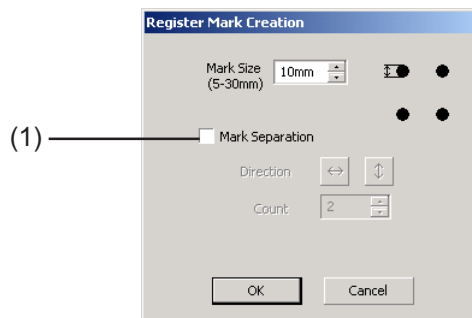 Register Mark Creation
Mark Size 10mm
(5-30mm)
(1)
Mark Separation
Direction
Count 2
OK Cancel